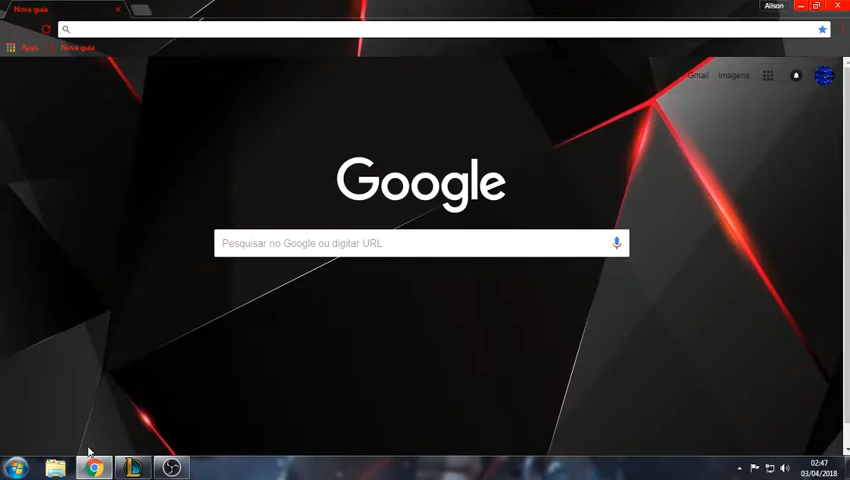 Nova guia
Alison
Apps
Nova guia
Gmail
Imagens
Google
Pesquisar no Google ou digitar URL
02:47
03/04/2018